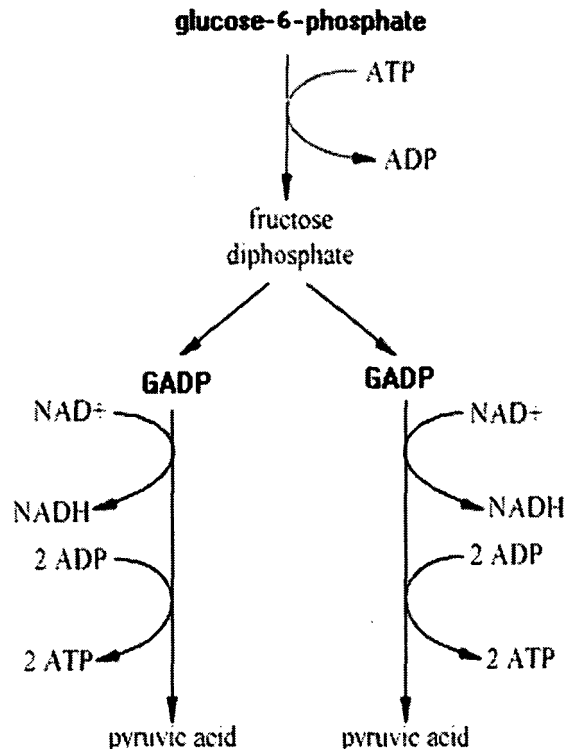 glucose-6-phosphate
ATP
ADP
fructose
diphosphate
GADP
GADP
NAD+
NAD+
NADH
NADH
2 ADP
2 ADP
2 ATP
2 ATP
pyruvic acid
pyruvic acid